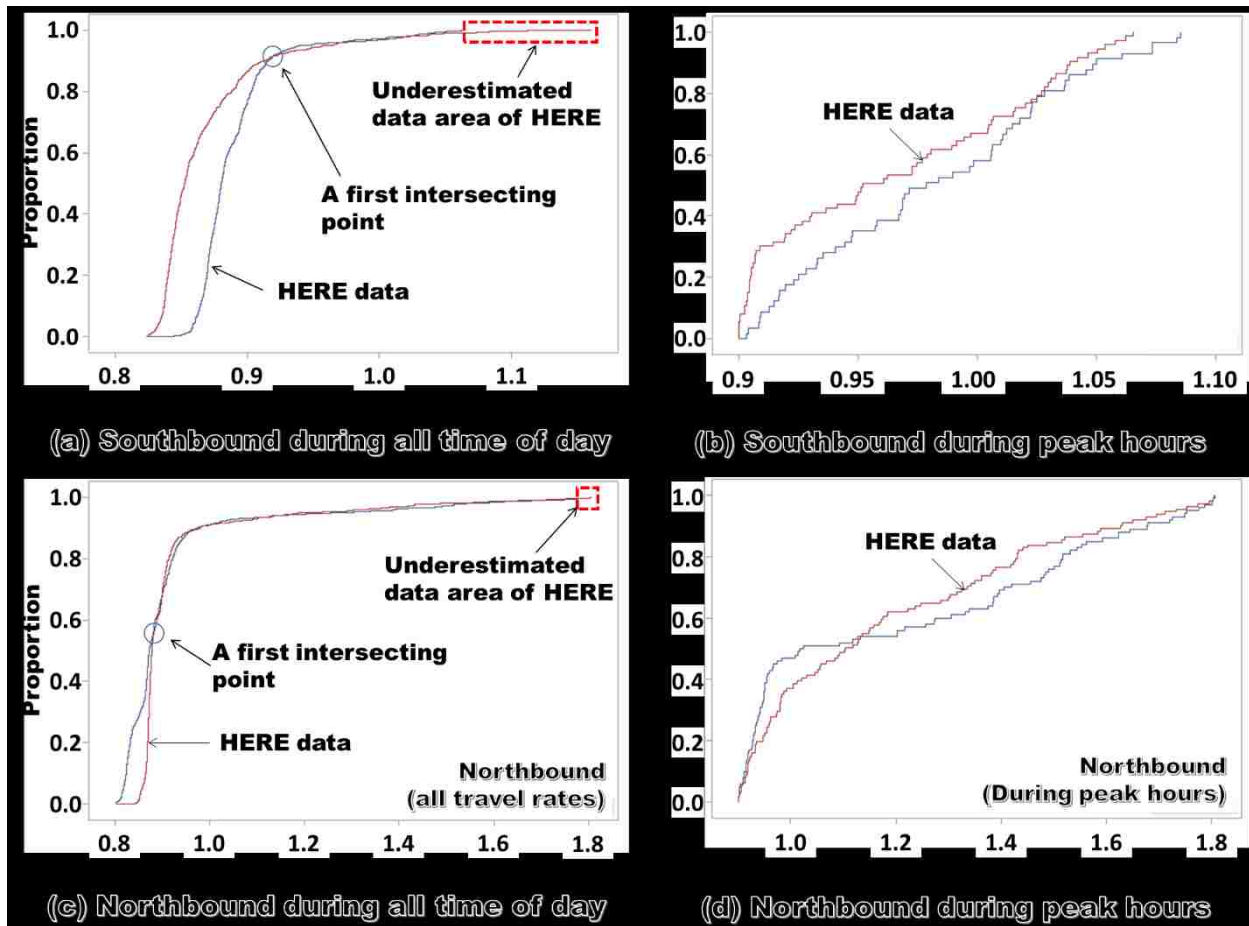 1.0
0.8
0.6
0.4
0.2
0.0
Proportion
Underestimated
data area of HERE
A first intersecting
point
HERE data
0.8 0.9 1.0 1.1
(a) Southbound during all time of day
1.0
0.8
0.6
0.4
0.2
0.0
HERE data
0.9 0.95 1.00 1.05 1.10
(b) Southbound during peak hours
1.0
0.8
0.6
0.4
0.2
0.0
Proportion
Underestimated
data area of HERE
A first intersecting
point
HERE data
Northbound
(all travel rates)
0.8 1.0 1.2 1.4 1.6 1.8
(c) Northbound during all time of day
1.0
0.8
0.6
0.4
0.2
0.0
HERE data
Northbound
(During peak hours)
1.0 1.2 1.4 1.6 1.8
(d) Northbound during peak hours